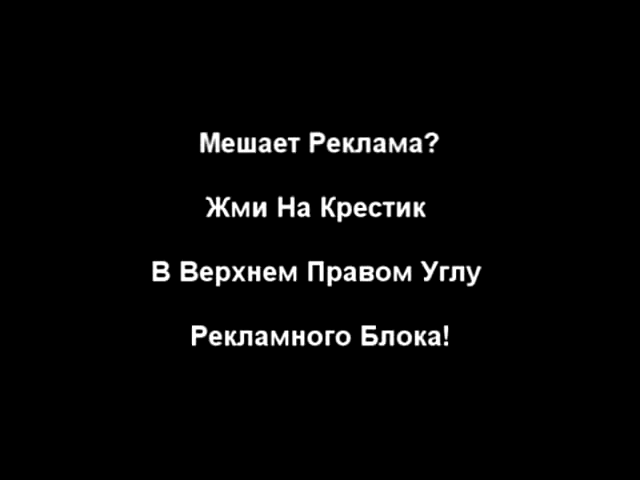 Мешает Реклама?
Жми На Крестик
В Верхнем Правом Углу
Рекламного Блока!